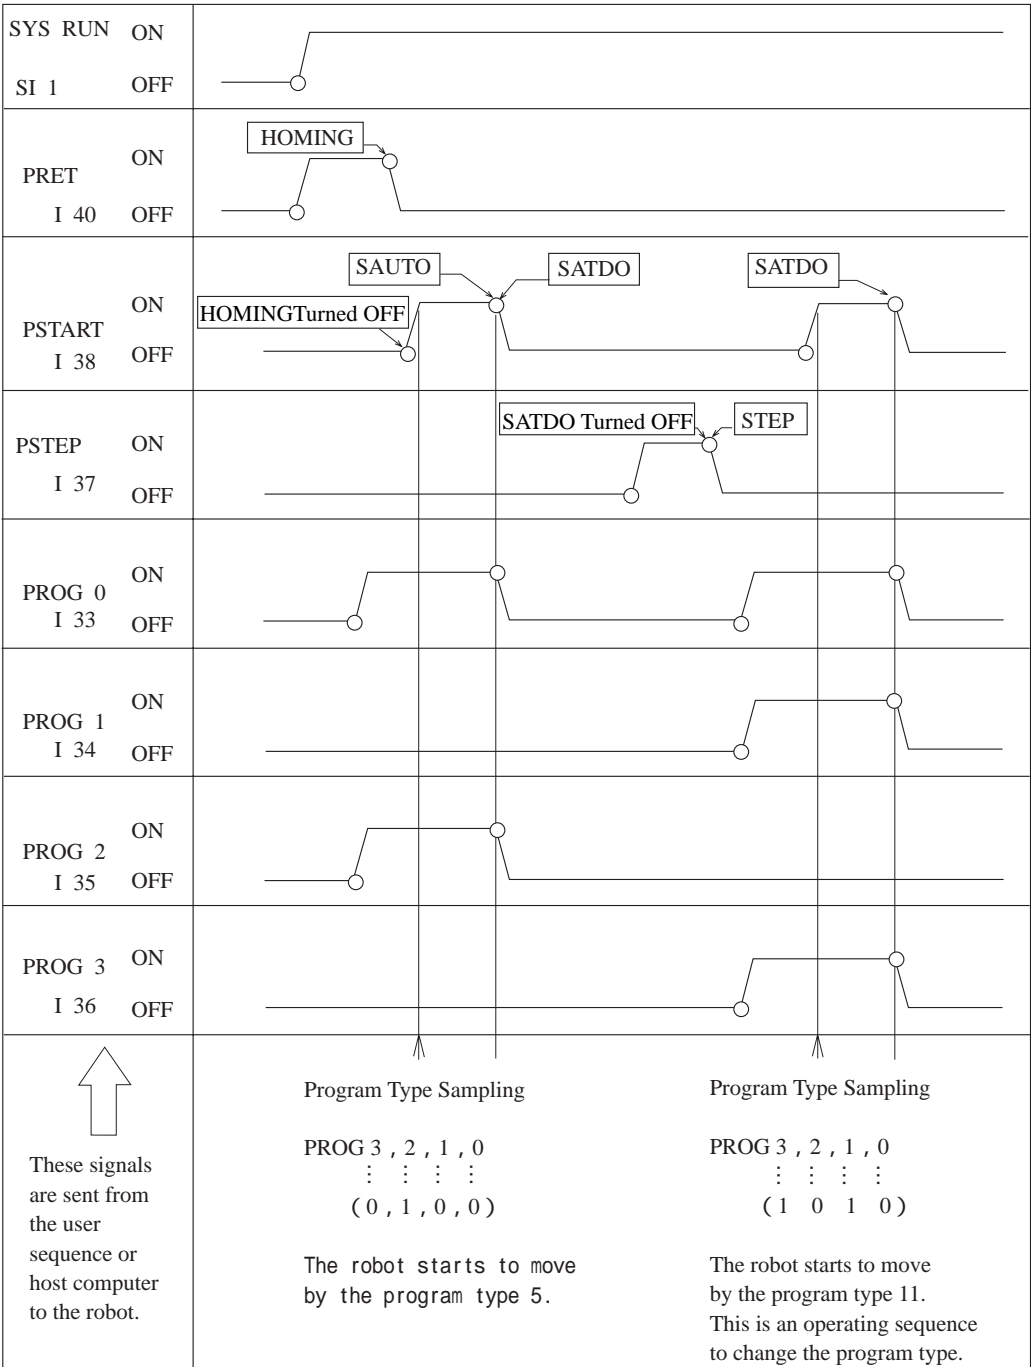 SYS RUN ON
SI 1 OFF
HOMING
PRET ON
I 40 OFF
SAUTO SATDO SATDO
HOMINGTurned OFF
PSTART ON
I 38 OFF
SATDO Turned OFF STEP
PSTEP ON
I 37 OFF
PROG 0 ON
I 33 OFF
PROG 1 ON
I 34 OFF
PROG 2 ON
I 35 OFF
PROG 3 ON
I 36 OFF
These signals
are sent from
the user
sequence or
host computer
to the robot.
Program Type Sampling
PROG 3 , 2 , 1 , 0
( 0 , 1 , 0 , 0 )
The robot starts to move
by the program type 5.
Program Type Sampling
PROG 3 , 2 , 1 , 0
( 1 0 1 0 )
The robot starts to move
by the program type 11.
This is an operating sequence
to change the program type.